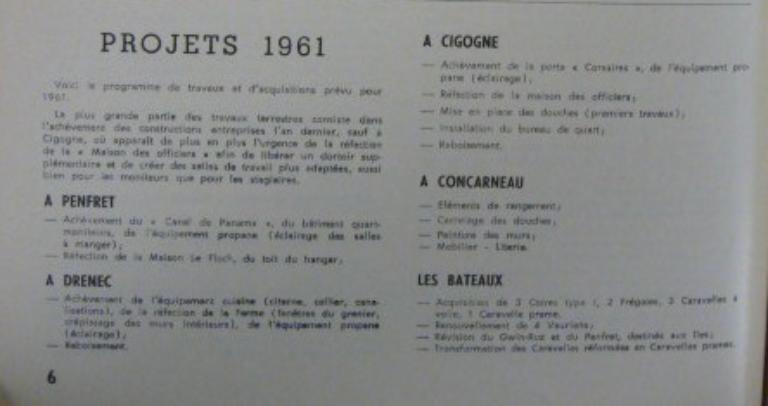 PROJETS 1961
Voici le programme de travaux et d'acquisitions prévu pour
1961.
La plus grande partie des travaux terrestres consiste dans
l'achèvement des constructions entreprises l'an dernier, sauf à
Cigogne, où apparaît de plus en plus l'urgence de la réfection
de la « Maison des officiers » afin de libérer un dortoir sup-
plémentaire et de créer des salles de travail plus adaptées, aussi
bien pour les moniteurs que pour les stagiaires.
A PENFRET
— Achèvement du « Canal de Panama », du bâtiment quart-
moniteurs, de l'équipement propane (éclairage des salles
à manger);
— Réfection de la Maison Le Floch, du toit du hangar;
A DRENEC
— Achèvement de l'équipement cuisine (citerne, cellier, cana-
lisations), de la réfection de la ferme (fenêtres du grenier,
crépissage des murs intérieurs), de l'équipement propane
(éclairage);
— Reboisement.
6
A CIGOGNE
— Achèvement de la porte « Corsaires », de l'équipement pro-
pane (éclairage);
— Réfection de la maison des officiers;
— Mise en place des douches (premiers travaux);
— Installation du bureau de quart;
— Reboisement.
A CONCARNEAU
— Eléments de rangement;
— Carrelage des douches;
— Peinture des murs;
— Mobilier - Literie.
LES BATEAUX
— Acquisition de 3 Corres type I, 2 Frégates, 3 Caravelles à
voile, 1 Caravelle prame.
— Renouvellement de 4 Vauriens;
— Révision du Gwin-Ruz et du Penfret, destinés aux îles;
— Transformation des Caravelles réformées en Caravelles prames.